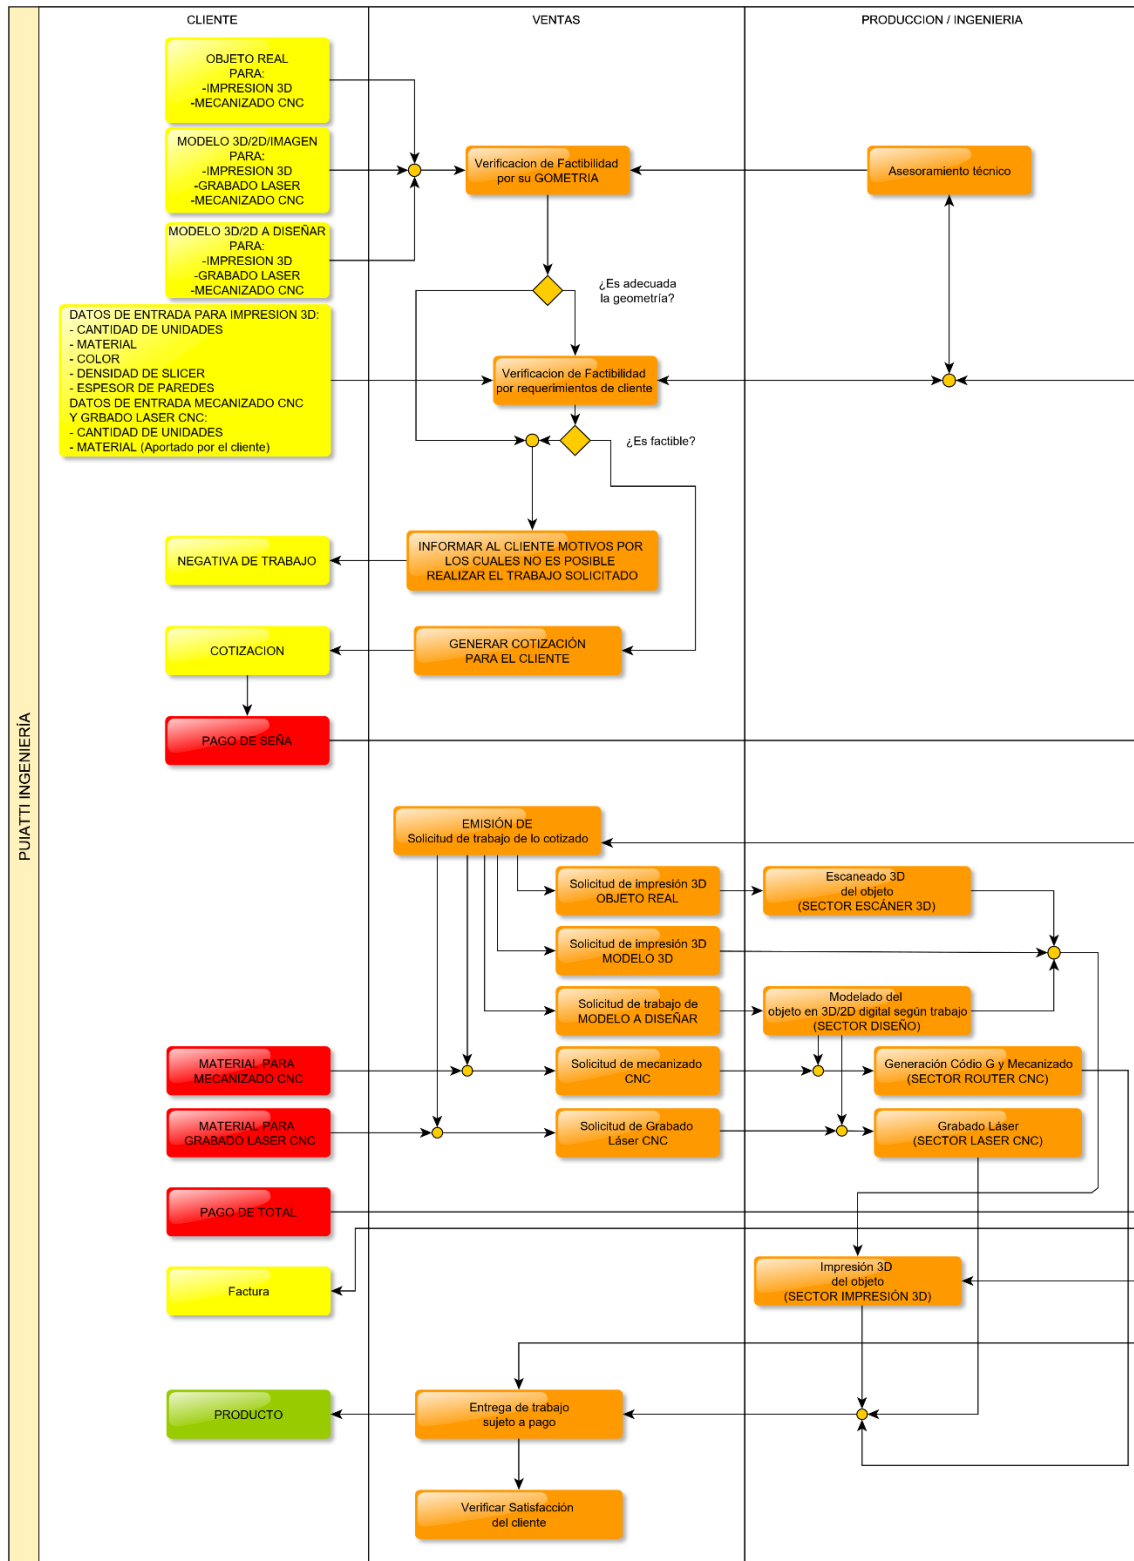 PUIATTI INGENIERÍA
CLIENTE
VENTAS
PRODUCCION / INGENIERIA
OBJETO REAL
PARA:
-IMPRESION 3D
-MECANIZADO CNC
MODELO 3D/2D/IMAGEN
PARA:
-IMPRESION 3D
-GRABADO LASER
-MECANIZADO CNC
Verificacion de Factibilidad
por su GOMETRIA
Asesoramiento técnico
MODELO 3D/2D A DISEÑAR
PARA:
-IMPRESION 3D
-GRABADO LASER
-MECANIZADO CNC
¿Es adecuada
la geometría?
DATOS DE ENTRADA PARA IMPRESION 3D:
- CANTIDAD DE UNIDADES
- MATERIAL
- COLOR
- DENSIDAD DE SLICER
- ESPESOR DE PAREDES
DATOS DE ENTRADA MECANIZADO CNC
Y GRBADO LASER CNC:
- CANTIDAD DE UNIDADES
- MATERIAL (Aportado por el cliente)
Verificacion de Factibilidad
por requerimientos de cliente
¿Es factible?
NEGATIVA DE TRABAJO
INFORMAR AL CLIENTE MOTIVOS POR
LOS CUALES NO ES POSIBLE
REALIZAR EL TRABAJO SOLICITADO
COTIZACION
GENERAR COTIZACIÓN
PARA EL CLIENTE
PAGO DE SEÑA
EMISIÓN DE
Solicitud de trabajo de lo cotizado
Solicitud de impresión 3D
OBJETO REAL
Escaneado 3D
del objeto
(SECTOR ESCÁNER 3D)
Solicitud de impresión 3D
MODELO 3D
Solicitud de trabajo de
MODELO A DISEÑAR
Modelado del
objeto en 3D/2D digital según trabajo
(SECTOR DISEÑO)
MATERIAL PARA
MECANIZADO CNC
Solicitud de mecanizado
CNC
Generación Códio G y Mecanizado
(SECTOR ROUTER CNC)
MATERIAL PARA
GRABADO LASER CNC
Solicitud de Grabado
Láser CNC
Grabado Láser
(SECTOR LASER CNC)
PAGO DE TOTAL
Factura
Impresión 3D
del objeto
(SECTOR IMPRESIÓN 3D)
PRODUCTO
Entrega de trabajo
sujeto a pago
Verificar Satisfacción
del cliente